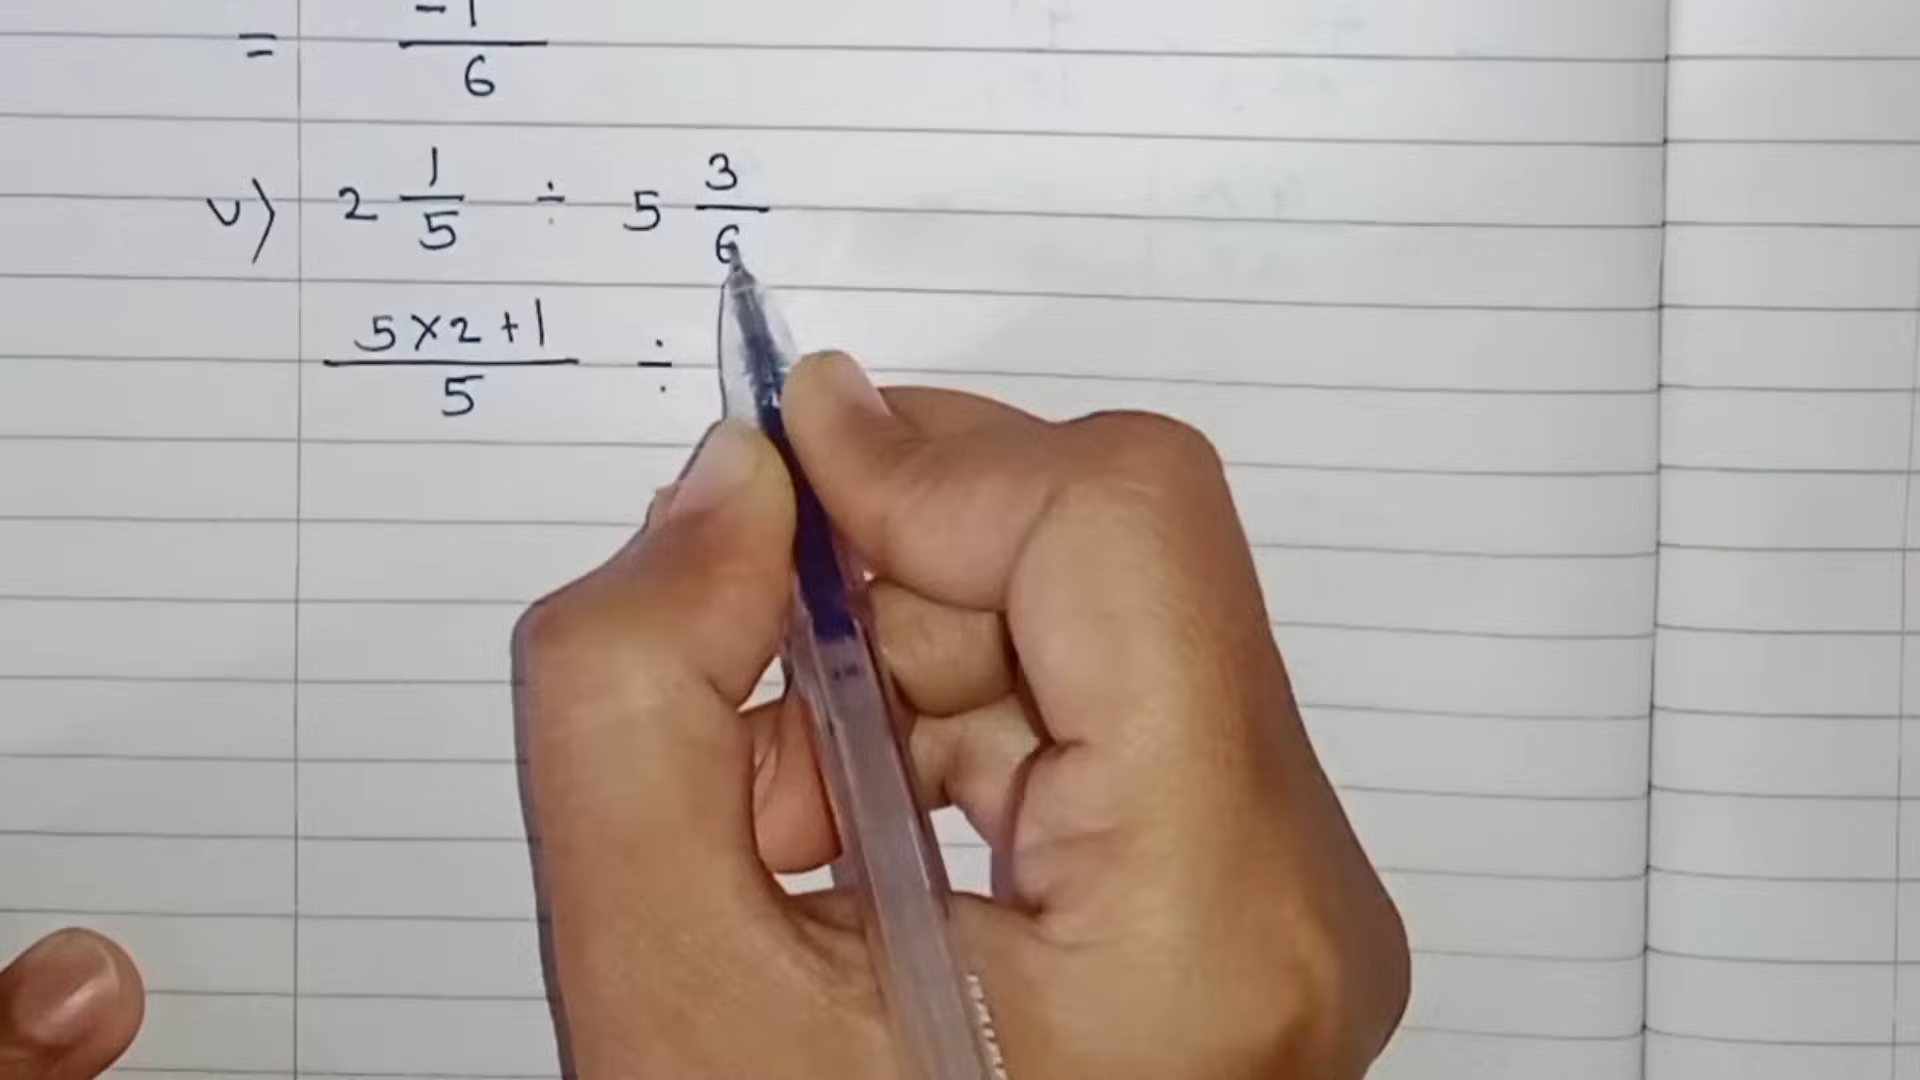 = -1/6
v) 2 1/5 ÷ 5 3/6
5×2+1/5 ÷